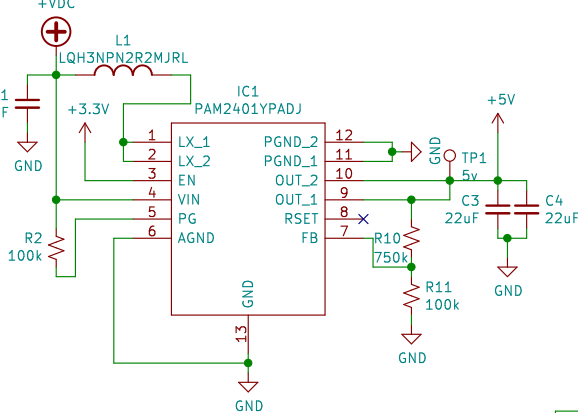 +VDC
L1
LQH3NPN2R2MJRL
1
F
GND
+3.3V
IC1
PAM2401YPADJ
1 LX_1
2 LX_2
3 EN
4 VIN
5 PG
6 AGND
PGND_2 12
PGND_1 11
OUT_2 10
OUT_1 9
RSET 8
FB 7
GND
13
GND
R2
100k
GND
TP1
5v
+5V
C3
22uF
C4
22uF
GND
R10
750k
R11
100k
GND